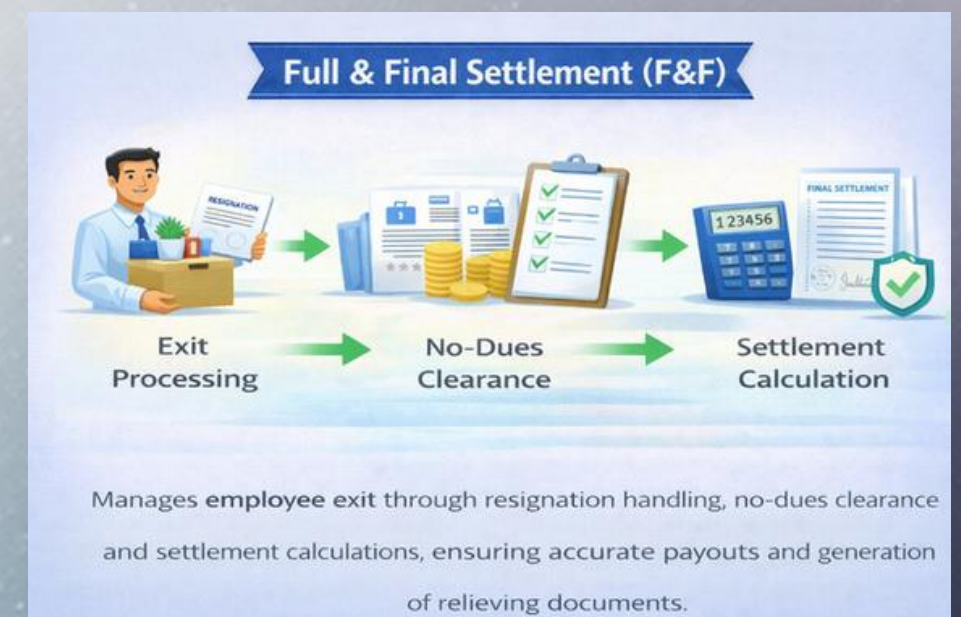 Full & Final Settlement (F&F)
RESIGNATION
123456
FINAL SETTLEMENT
Exit
Processing
No-Dues
Clearance
Settlement
Calculation
Manages employee exit through resignation handling, no-dues clearance
and settlement calculations, ensuring accurate payouts and generation
of relieving documents.